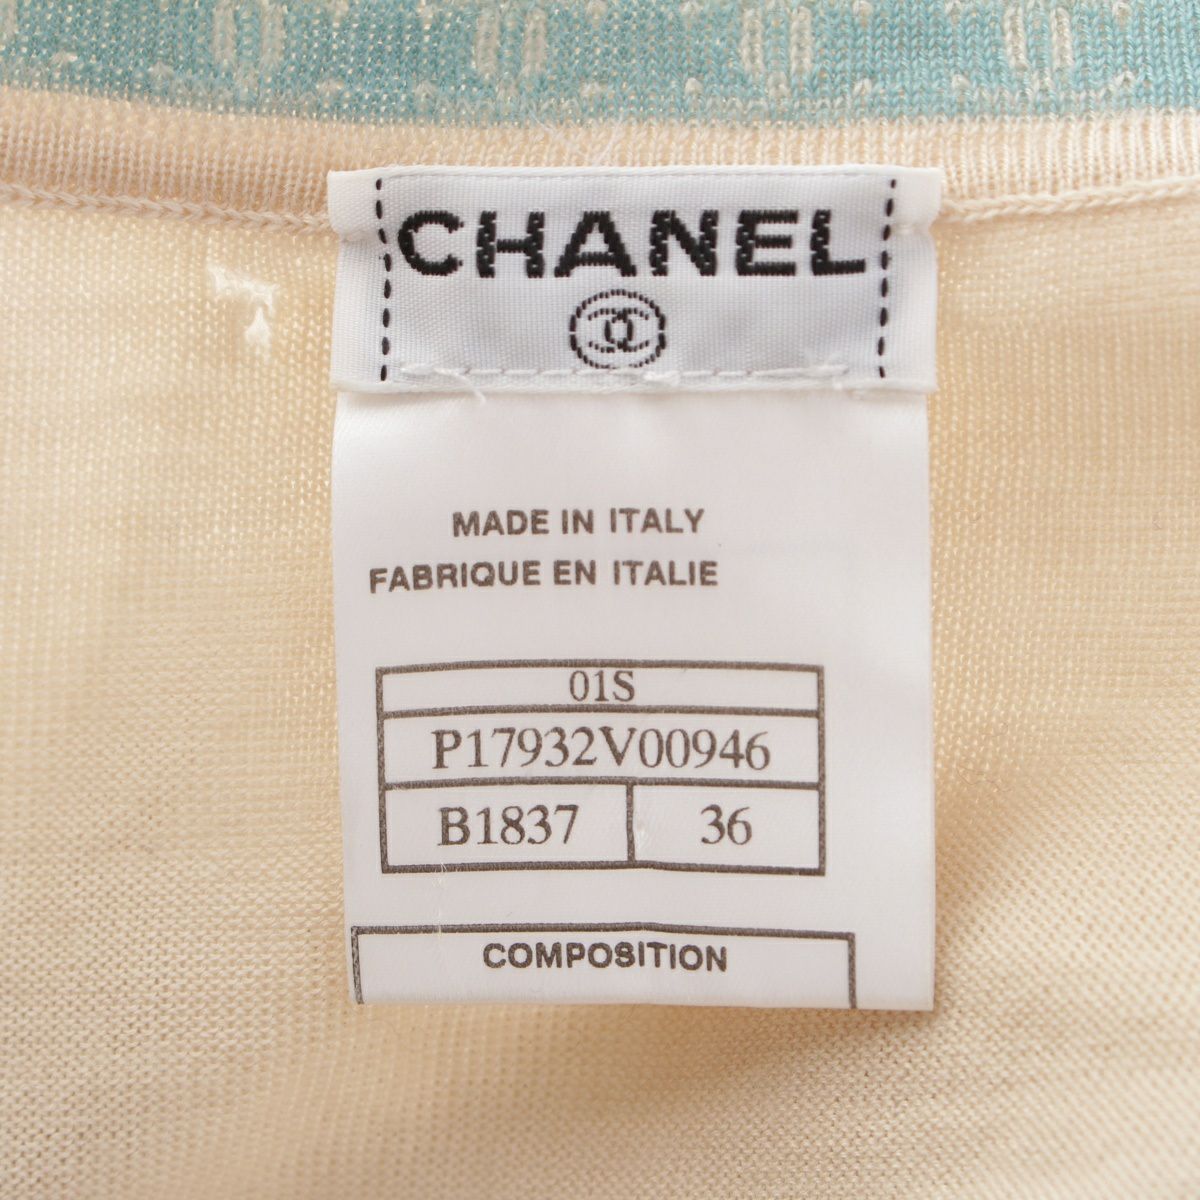 CHANEL
MADE IN ITALY
FABRIQUE EN ITALIE
01S
P17932V00946
B1837 36
COMPOSITION